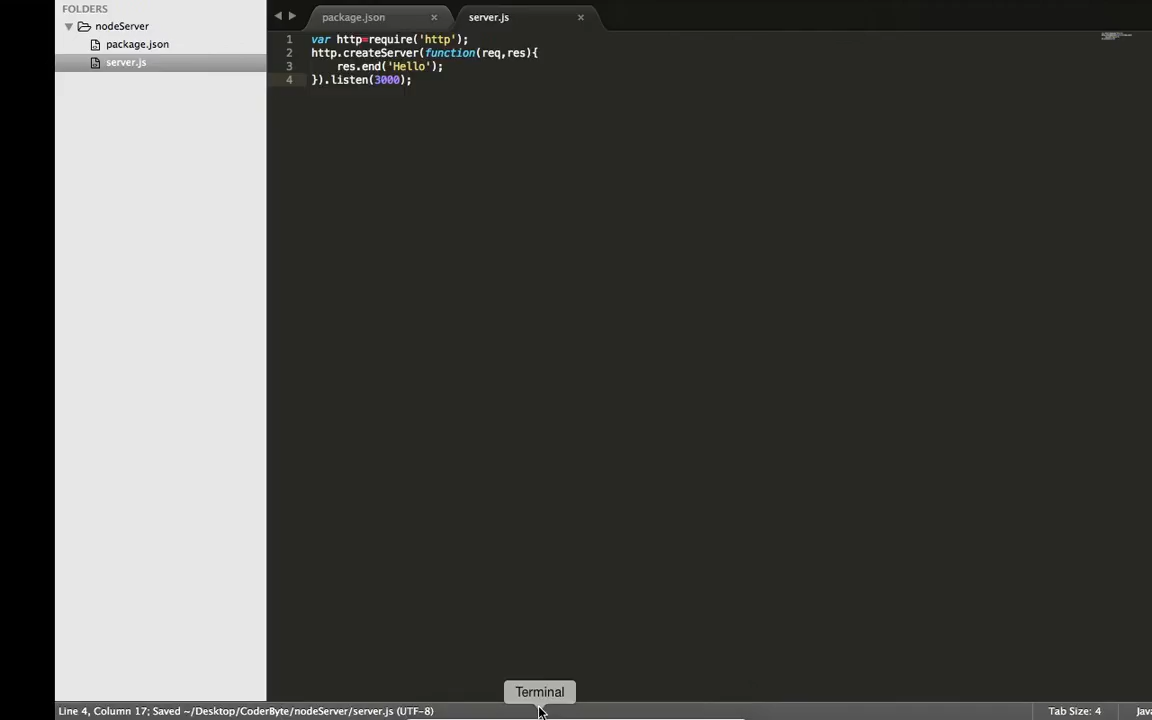 FOLDERS
nodeServer
package.json
server.js
package.json × server.js ×
1 var http=require('http');
2 http.createServer(function(req,res){
3 res.end('Hello');
4 }).listen(3000);
Terminal
Line 4, Column 17; Saved ~/Desktop/CoderByte/nodeServer/server.js (UTF-8)
Tab Size: 4